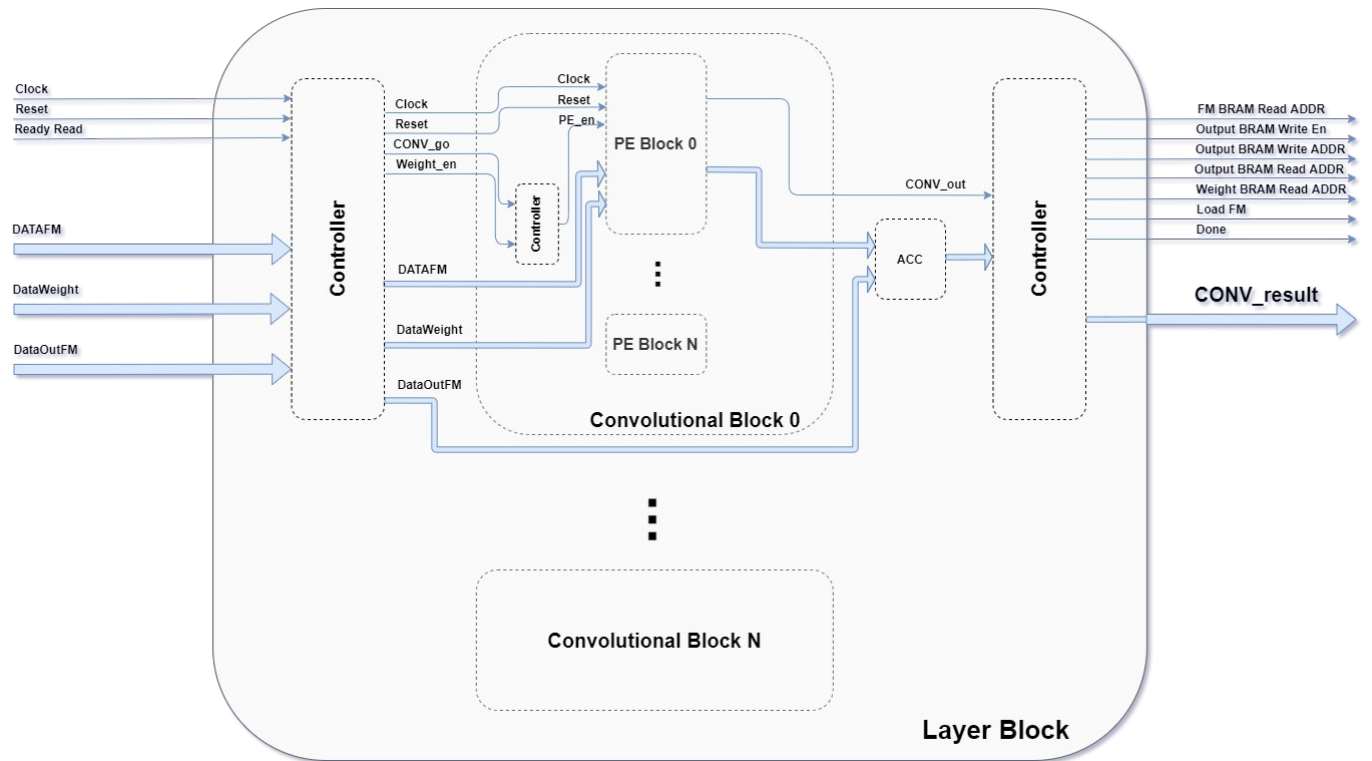 Clock
Reset
Ready Read
DATAFM
DataWeight
DataOutFM
Controller
Clock
Reset
CONV_go
Weight_en
DATAFM
DataWeight
DataOutFM
Controller
Clock
Reset
PE_en
PE Block 0
PE Block N
Convolutional Block 0
Convolutional Block N
CONV_out
ACC
Controller
FM BRAM Read ADDR
Output BRAM Write En
Output BRAM Write ADDR
Output BRAM Read ADDR
Weight BRAM Read ADDR
Load FM
Done
CONV_result
Layer Block